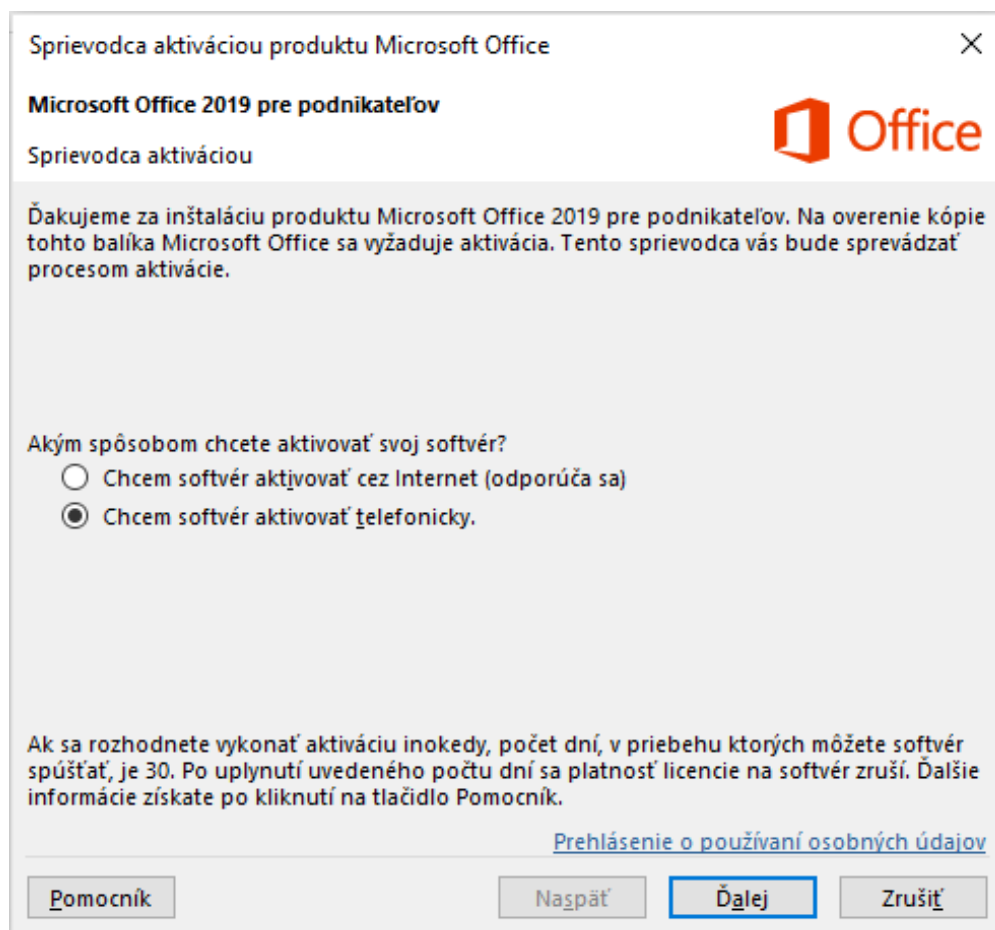 Sprievodca aktiváciou produktu Microsoft Office
Microsoft Office 2019 pre podnikateľov
Office
Sprievodca aktiváciou
Ďakujeme za inštaláciu produktu Microsoft Office 2019 pre podnikateľov. Na overenie kópie
tohto balíka Microsoft Office sa vyžaduje aktivácia. Tento sprievodca vás bude sprevádzať
procesom aktivácie.
Akým spôsobom chcete aktivovať svoj softvér?
Chcem softvér aktivovať cez Internet (odporúča sa)
Chcem softvér aktivovať telefonicky.
Ak sa rozhodnete vykonať aktiváciu inokedy, počet dní, v priebehu ktorých môžete softvér
spúšťať, je 30. Po uplynutí uvedeného počtu dní sa platnosť licencie na softvér zruší. Ďalšie
informácie získate po kliknutí na tlačidlo Pomocník.
Prehlásenie o používaní osobných údajov
Pomocník
Naspäť
Ďalej
Zrušiť